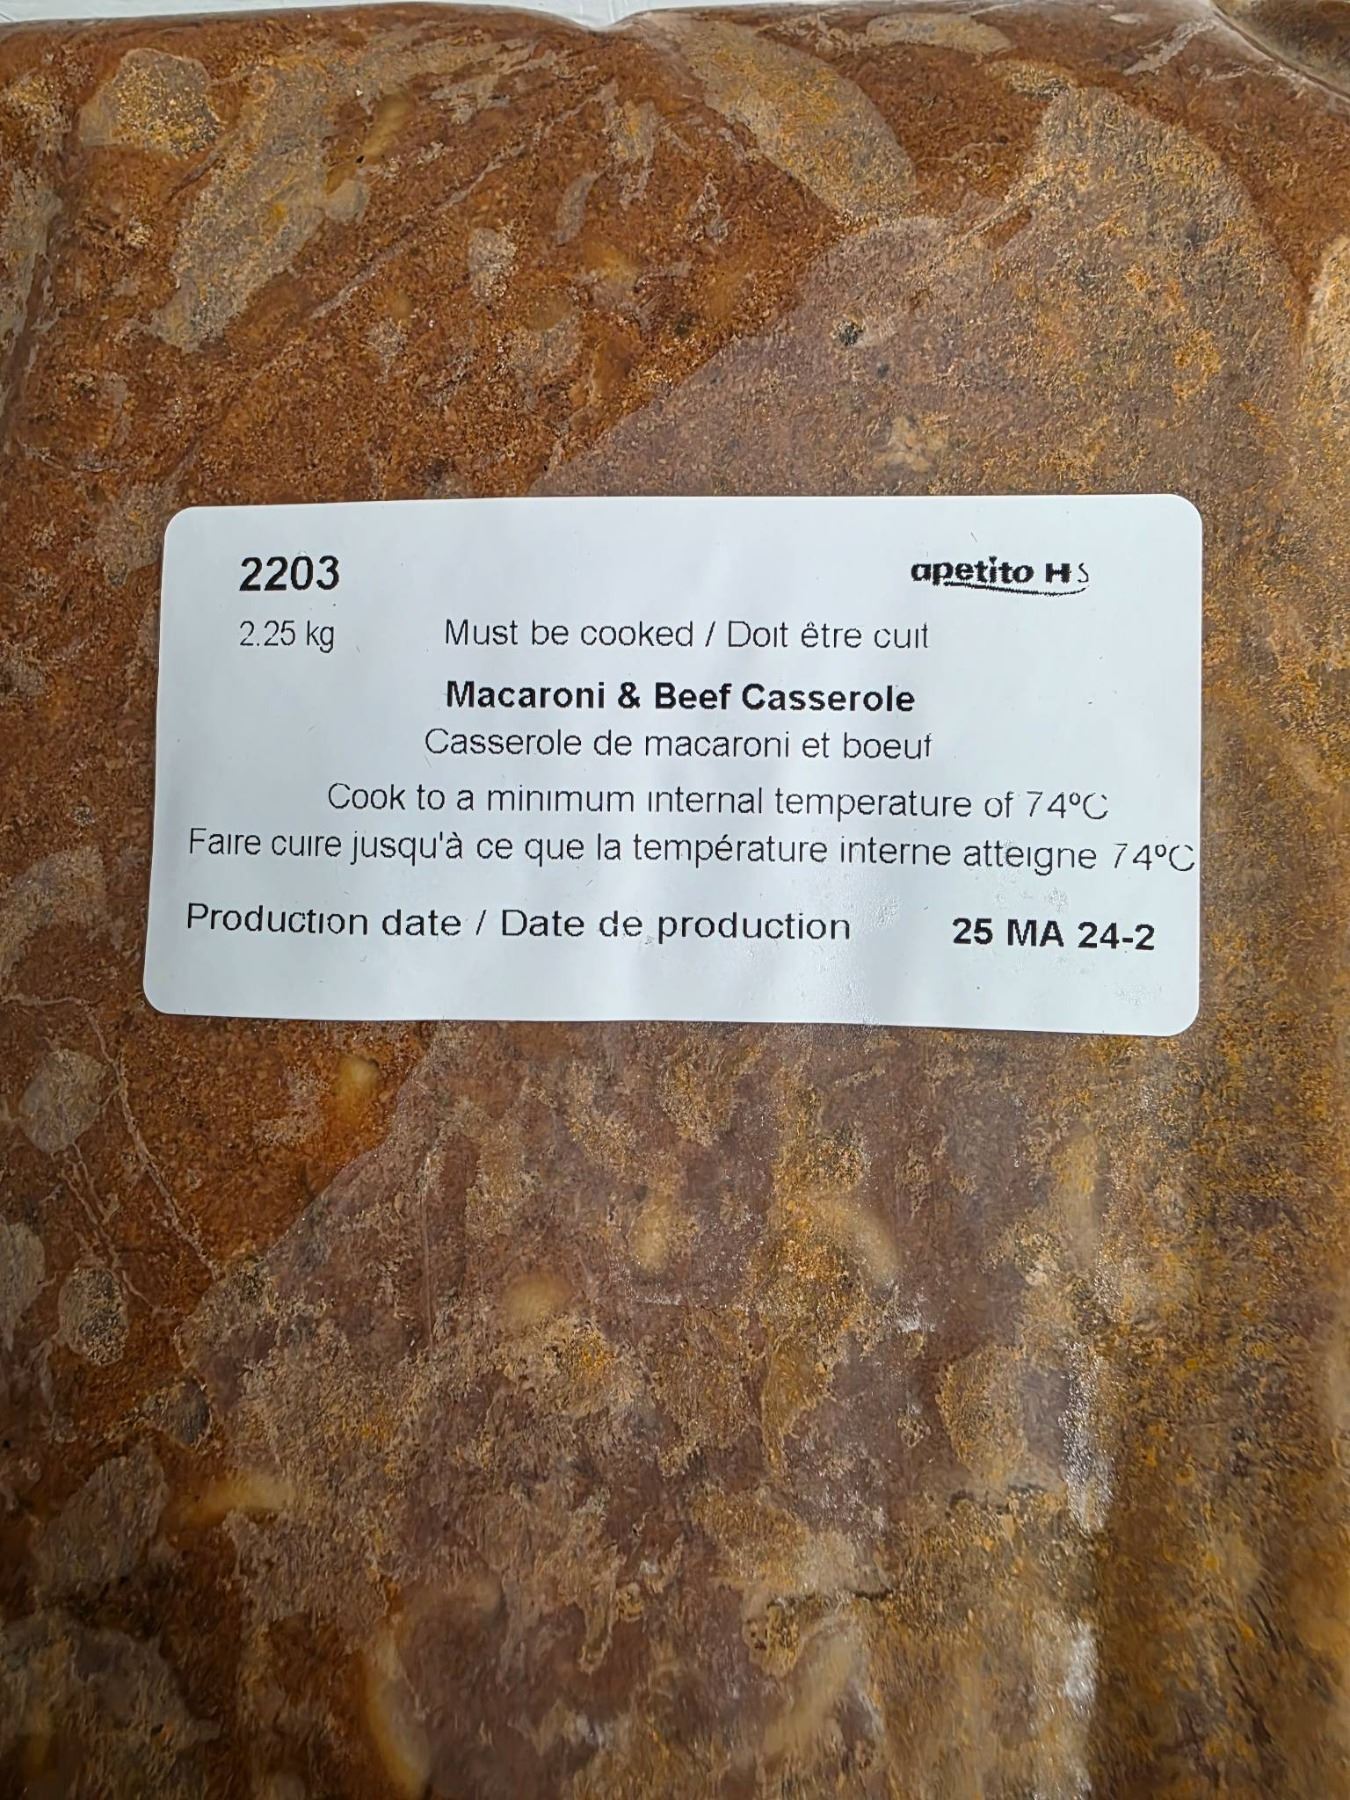 2203
apetito HS
2.25 kg Must be cooked / Doit être cuit
Macaroni & Beef Casserole
Casserole de macaroni et boeuf
Cook to a minimum internal temperature of 74ºC
Faire cuire jusqu'à ce que la température interne atteigne 74ºC
Production date / Date de production 25 MA 24-2